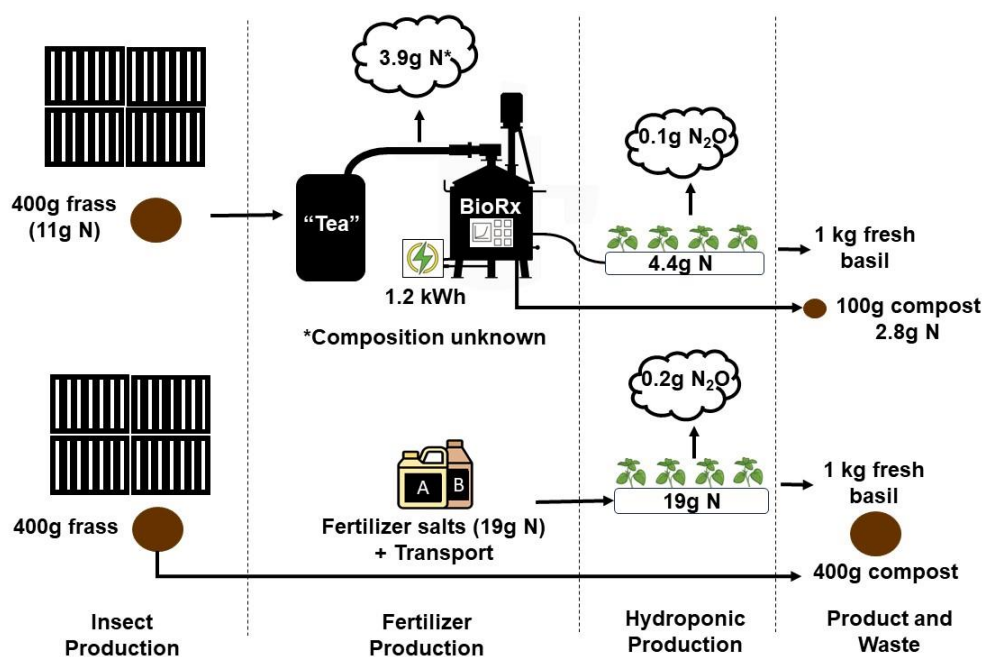 3.9g N*
0.1g N₂O
400g frass
(11g N)
“Tea”
BioRx
1.2 kWh
4.4g N
1 kg fresh
basil
100g compost
2.8g N
*Composition unknown
0.2g N₂O
A
B
400g frass
Fertilizer salts (19g N)
+ Transport
19g N
1 kg fresh
basil
400g compost
Insect
Production
Fertilizer
Production
Hydroponic
Production
Product and
Waste